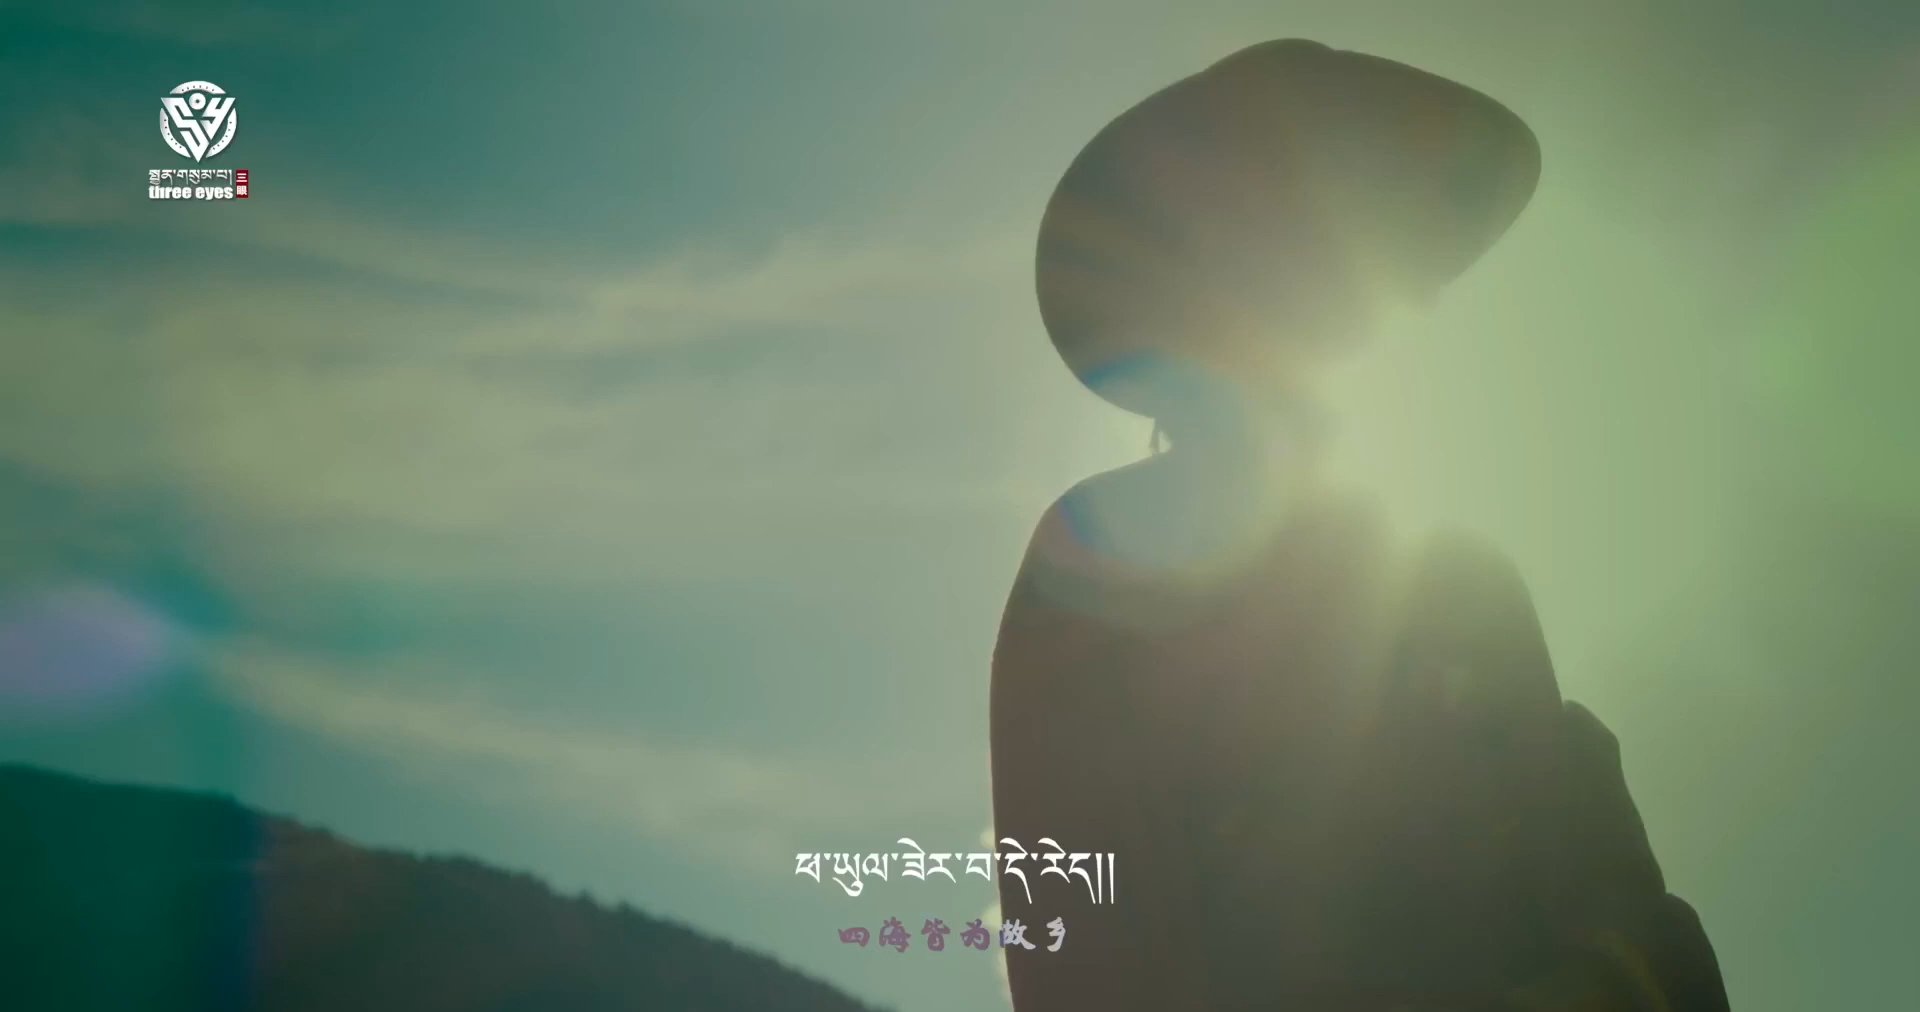 སྤྱན་གསུམ་པ།
three eyes
三眼
ཕ་ཡུལ་ཟེར་བ་དེ་རེད།།
四海皆为故乡